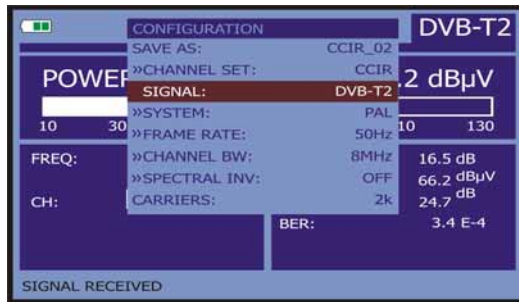 DVB-T2
CONFIGURATION
SAVE AS: CCIR_02
»CHANNEL SET: CCIR
SIGNAL: DVB-T2
»SYSTEM: PAL
»FRAME RATE: 50Hz
»CHANNEL BW: 8MHz
»SPECTRAL INV: OFF
CARRIERS: 2k
POWER
2 dBµV
10 30 10 130
FREQ: 16.5 dB
66.2 dBµV
CH: 24.7 dB
BER: 3.4 E-4
SIGNAL RECEIVED